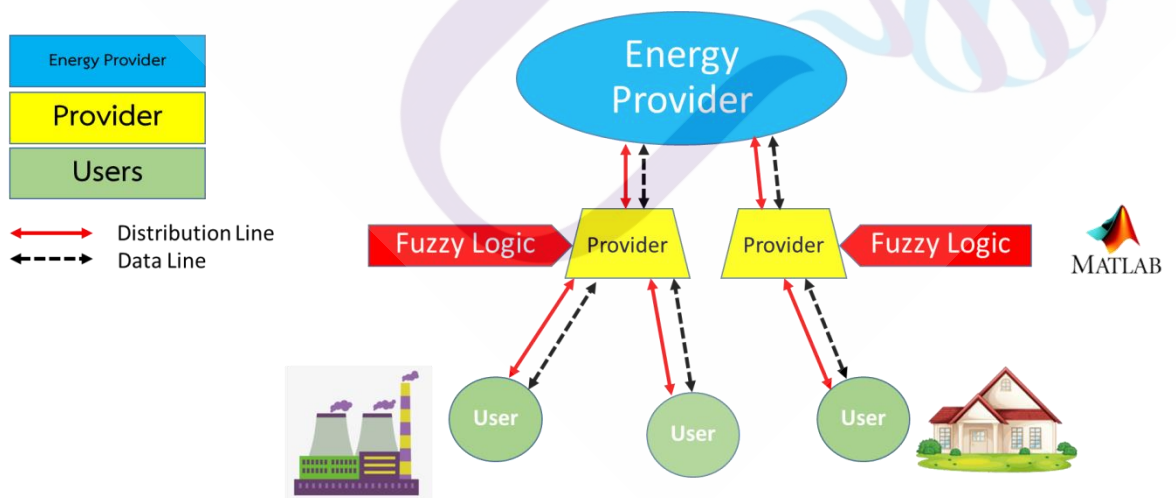 Energy Provider
Provider
Users
Distribution Line
Data Line
Energy
Provider
Fuzzy Logic
Provider
Provider
Fuzzy Logic
MATLAB
User
User
User